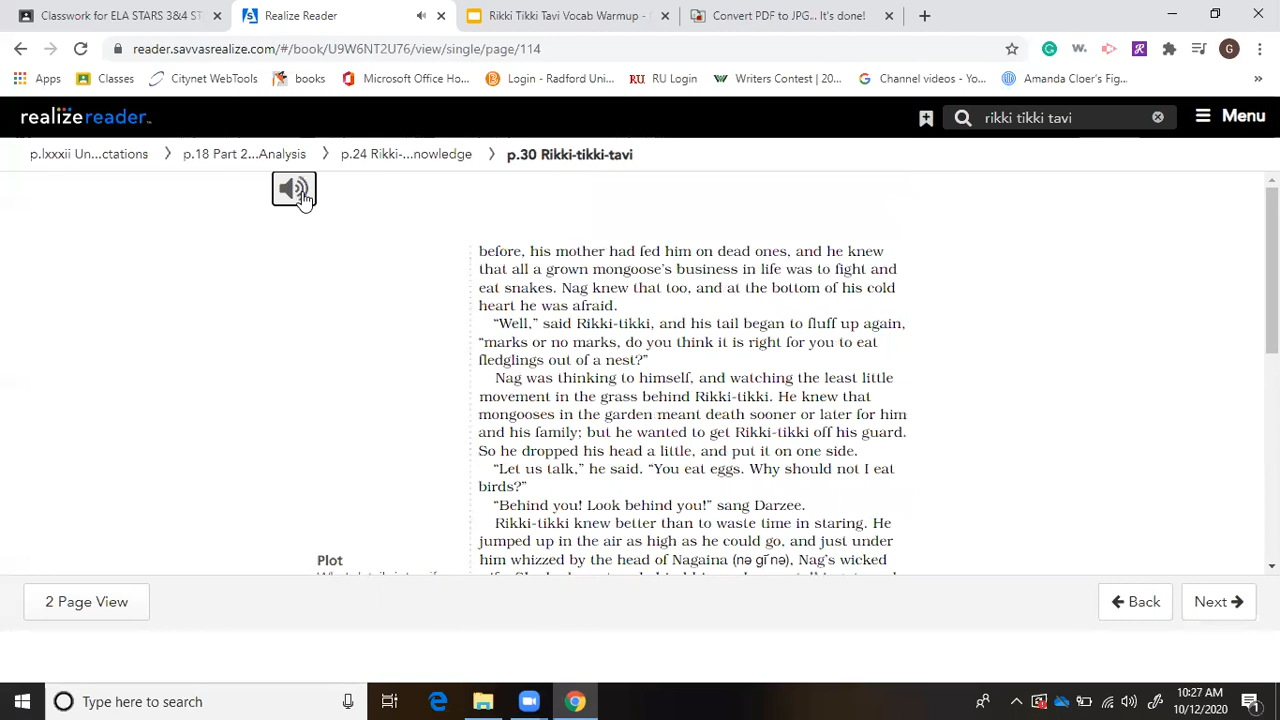 Classwork for ELA STARS 3&4 ST
Realize Reader
Rikki Tikki Tavi Vocab Warmup -
Convert PDF to JPG... It's done!
reader.savvasrealize.com/#/book/U9W6NT2U76/view/single/page/114
G
Apps
Classes
Citynet WebTools
books
Microsoft Office Ho...
Login - Radford Uni...
RU Login
Writers Contest | 20...
Channel videos - Yo...
Amanda Cloer's Fig...
realizereader
rikki tikki tavi
Menu
p.lxxxii Un...ctations
p.18 Part 2...Analysis
p.24 Rikki-...nowledge
p.30 Rikki-tikki-tavi
before, his mother had fed him on dead ones, and he knew
that all a grown mongoose's business in life was to fight and
eat snakes. Nag knew that too, and at the bottom of his cold
heart he was afraid.
“Well,” said Rikki-tikki, and his tail began to fluff up again,
“marks or no marks, do you think it is right for you to eat
fledglings out of a nest?”
Nag was thinking to himself, and watching the least little
movement in the grass behind Rikki-tikki. He knew that
mongooses in the garden meant death sooner or later for him
and his family; but he wanted to get Rikki-tikki off his guard.
So he dropped his head a little, and put it on one side.
“Let us talk,” he said. “You eat eggs. Why should not I eat
birds?”
“Behind you! Look behind you!” sang Darzee.
Rikki-tikki knew better than to waste time in staring. He
jumped up in the air as high as he could go, and just under
him whizzed by the head of Nagaina (nə gī′nə), Nag's wicked
Plot
2 Page View
Back
Next
Type here to search
10:27 AM
10/12/2020